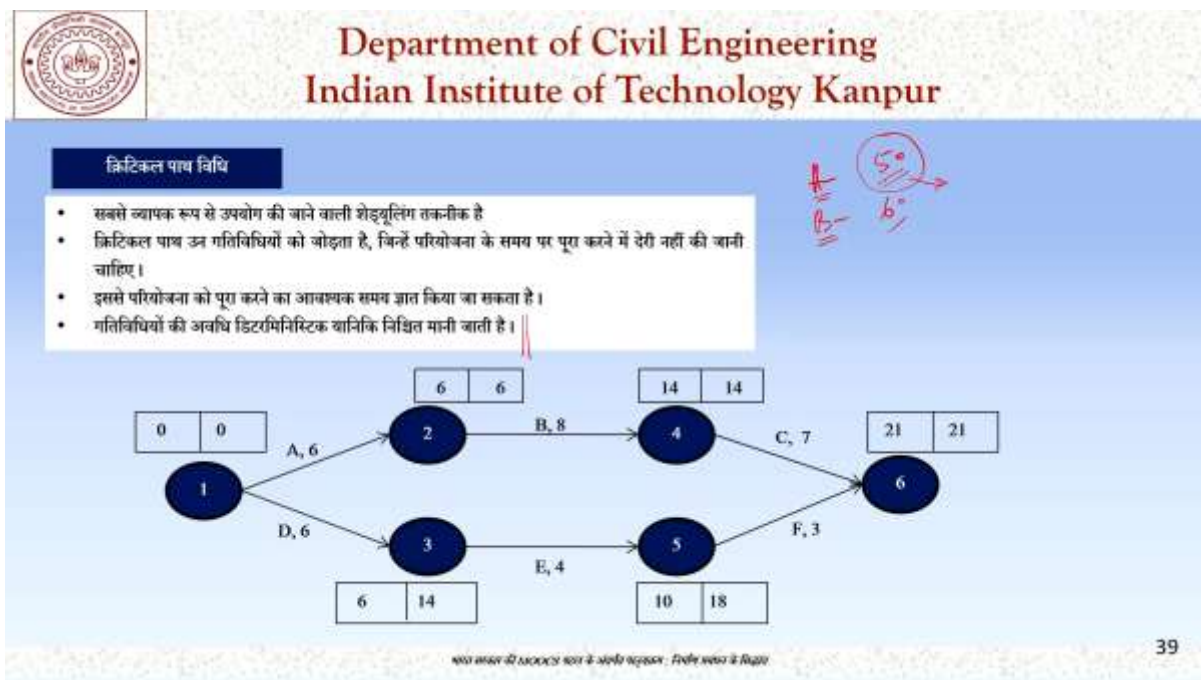 Department of Civil Engineering
Indian Institute of Technology Kanpur
क्रिटिकल पाथ विधि
• सबसे व्यापक रूप से उपयोग की जाने वाली शेड्यूलिंग तकनीक है
• क्रिटिकल पाथ उन गतिविधियों को जोड़ता है, जिन्हें परियोजना के समय पर पूरा करने में देरी नहीं की जानी
चाहिए।
• इससे परियोजना को पूरा करने का आवश्यक समय ज्ञात किया जा सकता है।
• गतिविधियों की अवधि डिटरमिनिस्टिक यानिकि निश्चित मानी जाती है।
A
B-
6 6
14 14
0 0
21 21
2
B, 8
4
A, 6
C, 7
1
6
D, 6
F, 3
3
E, 4
5
6 14
10 18
39